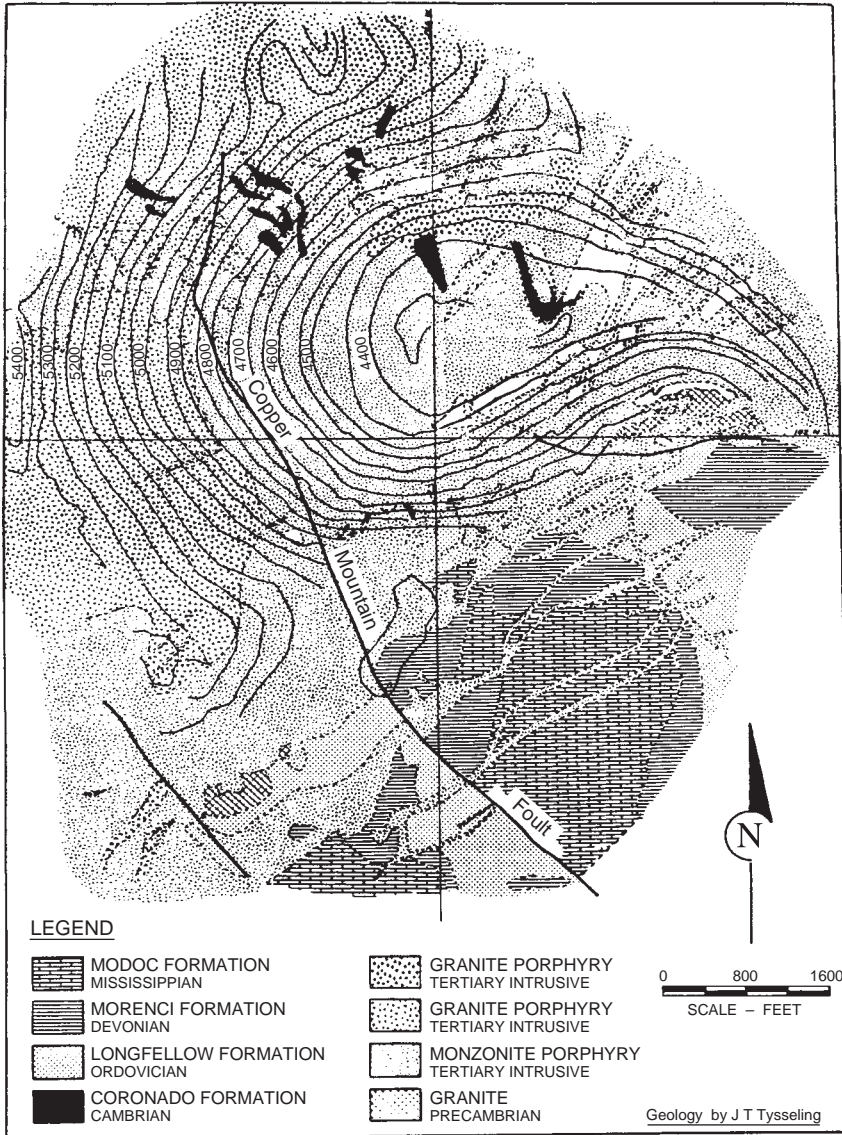 5400
5300
5200
5100
5000
4900
4800
4700
4600
4500
4400
Copper
Mountain
Foult
N
LEGEND
MODOC FORMATION
MISSISSIPPIAN
MORENCI FORMATION
DEVONIAN
LONGFELLOW FORMATION
ORDOVICIAN
CORONADO FORMATION
CAMBRIAN
GRANITE PORPHYRY
TERTIARY INTRUSIVE
GRANITE PORPHYRY
TERTIARY INTRUSIVE
MONZONITE PORPHYRY
TERTIARY INTRUSIVE
GRANITE
PRECAMBRIAN
0 800 1600
SCALE – FEET
Geology by J T Tysseling